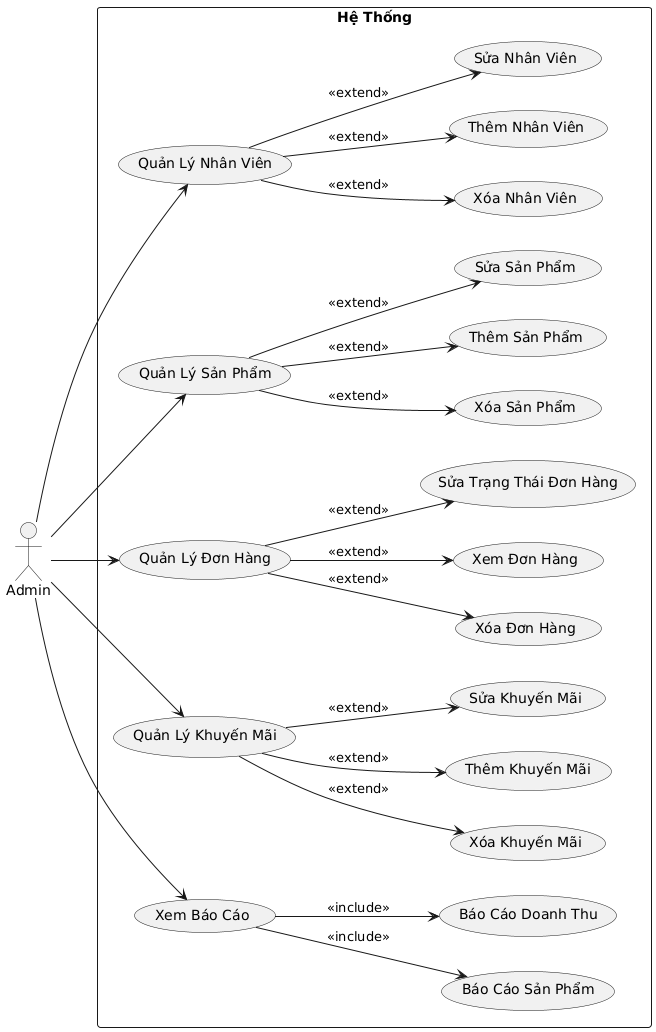 Hệ Thống
Sửa Nhân Viên
«extend»
Thêm Nhân Viên
«extend»
Quản Lý Nhân Viên
«extend»
Xóa Nhân Viên
Sửa Sản Phẩm
«extend»
Thêm Sản Phẩm
«extend»
Quản Lý Sản Phẩm
«extend»
Xóa Sản Phẩm
Sửa Trạng Thái Đơn Hàng
«extend»
Quản Lý Đơn Hàng
«extend»
Xem Đơn Hàng
«extend»
Xóa Đơn Hàng
Admin
Sửa Khuyến Mãi
«extend»
Quản Lý Khuyến Mãi
«extend»
Thêm Khuyến Mãi
«extend»
Xóa Khuyến Mãi
Xem Báo Cáo
«include»
Báo Cáo Doanh Thu
«include»
Báo Cáo Sản Phẩm